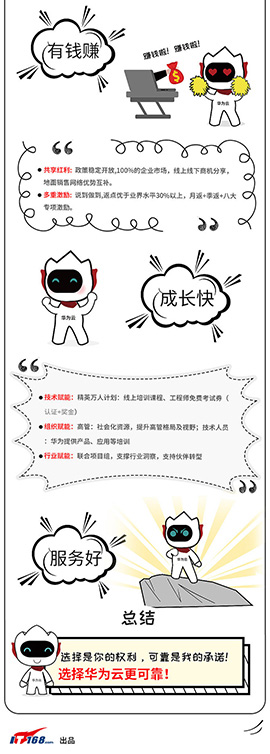 有钱赚
赚钱啦! 赚钱啦!
华为云
共享红利: 政策稳定开放,100%的企业市场，线上线下商机分享，
地面销售网络优势互补。
多重激励: 说到做到,返点优于业界水平30%以上，月返+季返+八大
专项激励。
华为云
成长快
技术赋能：精英万人计划：线上培训课程、工程师免费考试券（
认证+奖金）
组织赋能：高管：社会化资源，提升高管格局及视野；技术人员
：华为提供产品、应用等培训
行业赋能：联合项目组，支撑行业洞察，支持伙伴转型
服务好
华为云
总结
选择是你的权利，可靠是我的承诺!
选择华为云更可靠！
华为云
IT168.com 出品